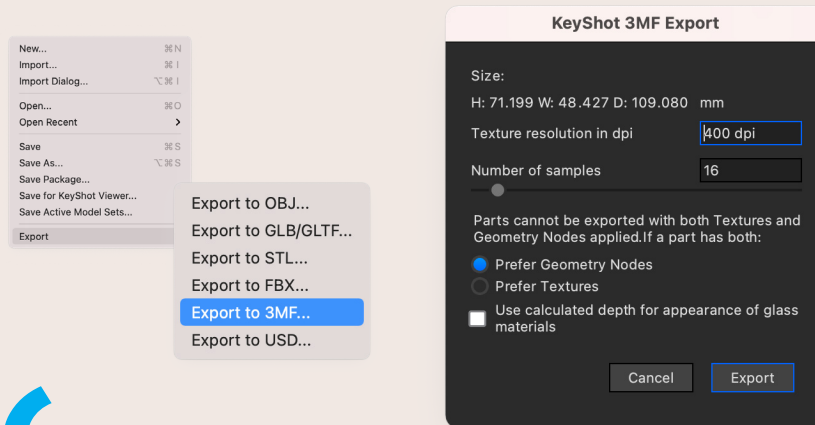 New... ⌘N
Import... ⌘ I
Import Dialog... ⌥⌘ I
Open... ⌘O
Open Recent
Save ⌘S
Save As... ⌥⌘S
Save Package...
Save for KeyShot Viewer...
Save Active Model Sets...
Export
Export to OBJ...
Export to GLB/GLTF...
Export to STL...
Export to FBX...
Export to 3MF...
Export to USD...
KeyShot 3MF Export
Size:
H: 71.199 W: 48.427 D: 109.080 mm
Texture resolution in dpi 400 dpi
Number of samples 16
Parts cannot be exported with both Textures and
Geometry Nodes applied.If a part has both:
Prefer Geometry Nodes
Prefer Textures
Use calculated depth for appearance of glass
materials
Cancel Export